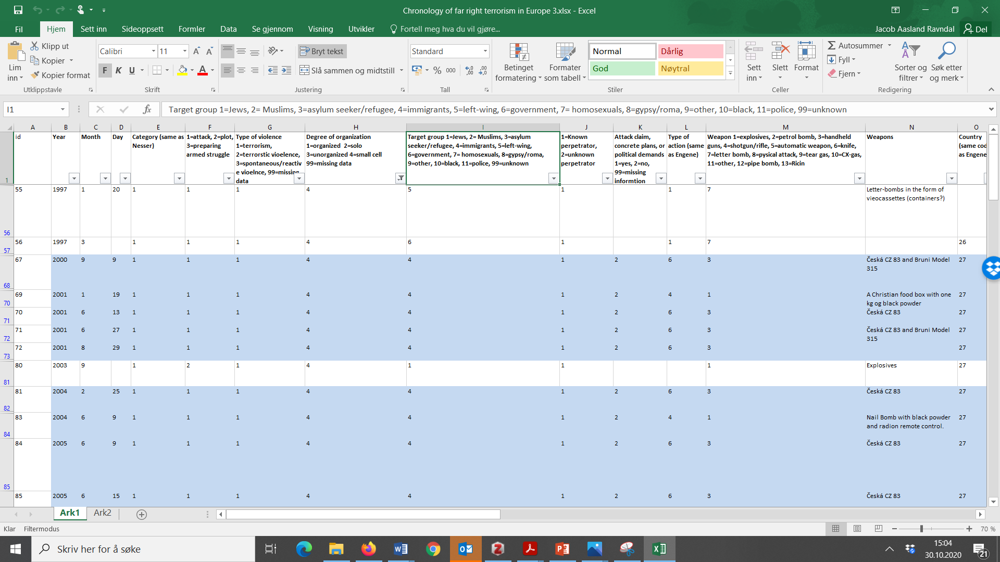 Chronology of far right terrorism in Europe 3.xlsx - Excel
Fil Hjem Sett inn Sideoppsett Formler Data Se gjennom Visning Utvikler Fortell meg hva du vil gjøre... Jacob Aasland Ravndal Del
Lim inn
Klipp ut
Kopier
Kopier format
Utklippstavle
Calibri 11
F K U
Skrift
Bryt tekst
Slå sammen og midtstill
Justering
Standard
% 000
Tall
Betinget formatering
Formater som tabell
Normal Dårlig
God Nøytral
Stiler
Sett inn
Slett
Format
Celler
Autosummer
Fyll
Fjern
Sorter og filtrer
Søk etter og merk
Redigering
I1 fx Target group 1=Jews, 2= Muslims, 3=asylum seeker/refugee, 4=immigrants, 5=left-wing, 6=government, 7= homosexuals, 8=gypsy/roma, 9=other, 10=black, 11=police, 99=unknown
A B C D E F G H I J K L M N O
1
id
Year
Month
Day
Category (same as Nesser)
1=attack, 2=plot, 3=preparing armed struggle
Type of violence 1=terrorism, 2=terrorstic vioelence, 3=spontaneous/reactive vioelnce, 99=missing data
Degree of organization 1=organized 2=solo 3=unorganized 4=small cell 99=missing data
Target group 1=Jews, 2= Muslims, 3=asylum seeker/refugee, 4=immigrants, 5=left-wing, 6=government, 7= homosexuals, 8=gypsy/roma, 9=other, 10=black, 11=police, 99=unknown
1=Known perpetrator, 2=unknown perpetrator
Attack claim, concrete plans, or political demands 1=yes, 2=no, 99=missing informtion
Type of action (same as Engene)
Weapon 1=explosives, 2=petrol bomb, 3=handheld guns, 4=shotgun/rifle, 5=automatic weapon, 6=knife, 7=letter bomb, 8=pysical attack, 9=tear gas, 10=CX-gas, 11=other, 12=pipe bomb, 13=Ricin
Weapons
Country (same cod as Engene
56 55 1997 1 20 1 1 1 4 5 1 1 7 Letter-bombs in the form of vieocassettes (containers?)
57 56 1997 3 1 1 1 4 6 1 1 7 26
68 67 2000 9 9 1 1 1 4 4 1 2 6 3 Česká CZ 83 and Bruni Model 315 27
70 69 2001 1 19 1 1 1 4 4 1 2 4 1 A Christian food box with one kg og black powder 27
71 70 2001 6 13 1 1 1 4 4 1 2 6 3 Česká CZ 83 27
72 71 2001 6 27 1 1 1 4 4 1 2 6 3 Česká CZ 83 and Bruni Model 315 27
73 72 2001 8 29 1 1 1 4 4 1 2 6 3 27
81 80 2003 9 1 2 1 4 1 1 1 Explosives 27
82 81 2004 2 25 1 1 1 4 4 1 2 6 3 Česká CZ 83 27
84 83 2004 6 9 1 1 1 4 4 1 2 4 1 Nail Bomb with black powder and radion remote control. 27
85 84 2005 6 9 1 1 1 4 4 1 2 6 3 Česká CZ 83 27
85 2005 6 15 1 1 1 4 4 1 2 6 3 Česká CZ 83 27
Ark1 Ark2
Klar Filtermodus 70 %
Skriv her for å søke
15:04
30.10.2020
21